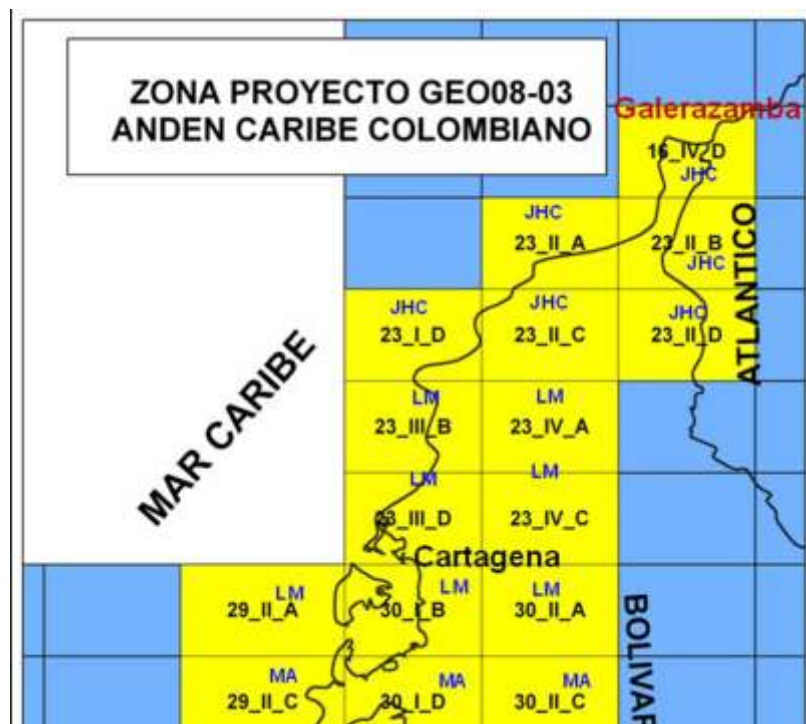 ZONA PROYECTO GEO08-03
ANDEN CARIBE COLOMBIANO
Galerazamba
16_IV_D
JHC
JHC
23_II_A
23_II_B
JHC
ATLANTICO
JHC
23_I_D
JHC
23_II_C
JHC
23_II_D
MAR CARIBE
LM
23_III_B
LM
23_IV_A
LM
23_III_D
LM
23_IV_C
Cartagena
LM
29_II_A
LM
30_I_B
LM
30_II_A
BOLIVAR
MA
29_II_C
MA
30_I_D
MA
30_II_C